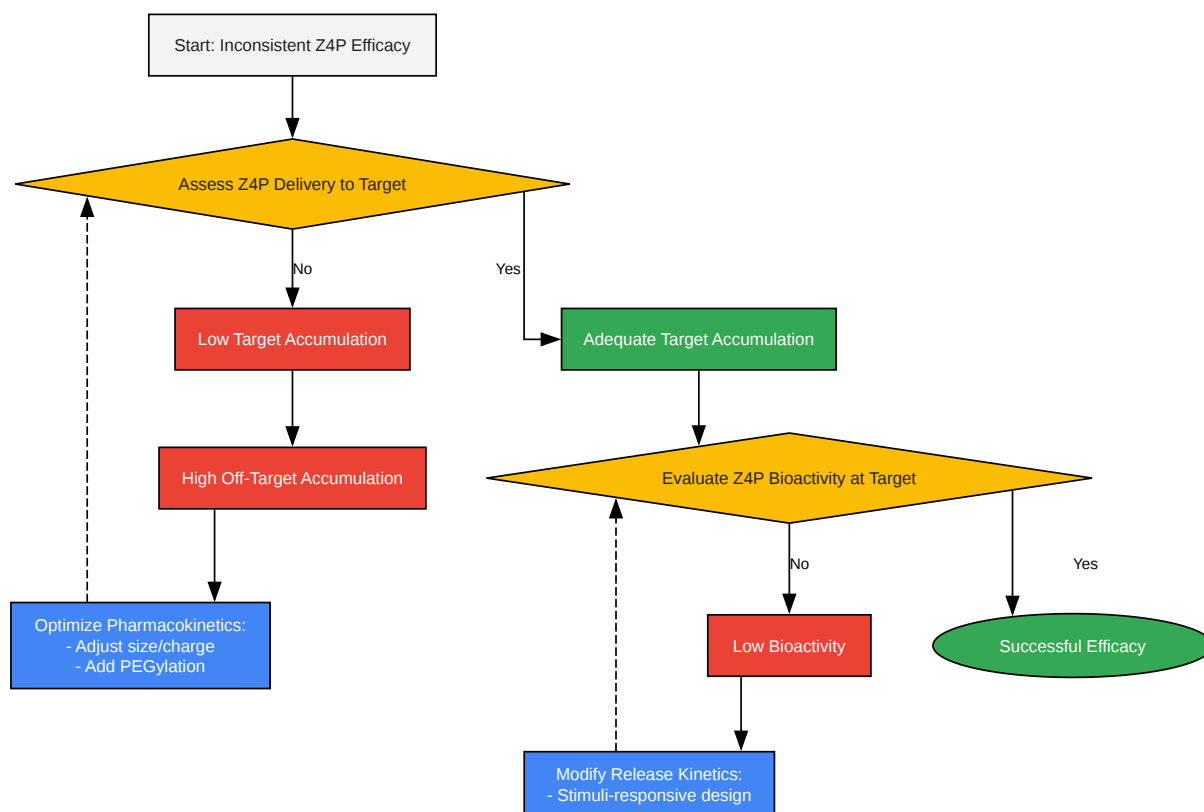 Start: Inconsistent Z4P Efficacy
Assess Z4P Delivery to Target
No
Yes
Low Target Accumulation
Adequate Target Accumulation
High Off-Target Accumulation
Evaluate Z4P Bioactivity at Target
No
Yes
Optimize Pharmacokinetics:
- Adjust size/charge
- Add PEGylation
Low Bioactivity
Successful Efficacy
Modify Release Kinetics:
- Stimuli-responsive design